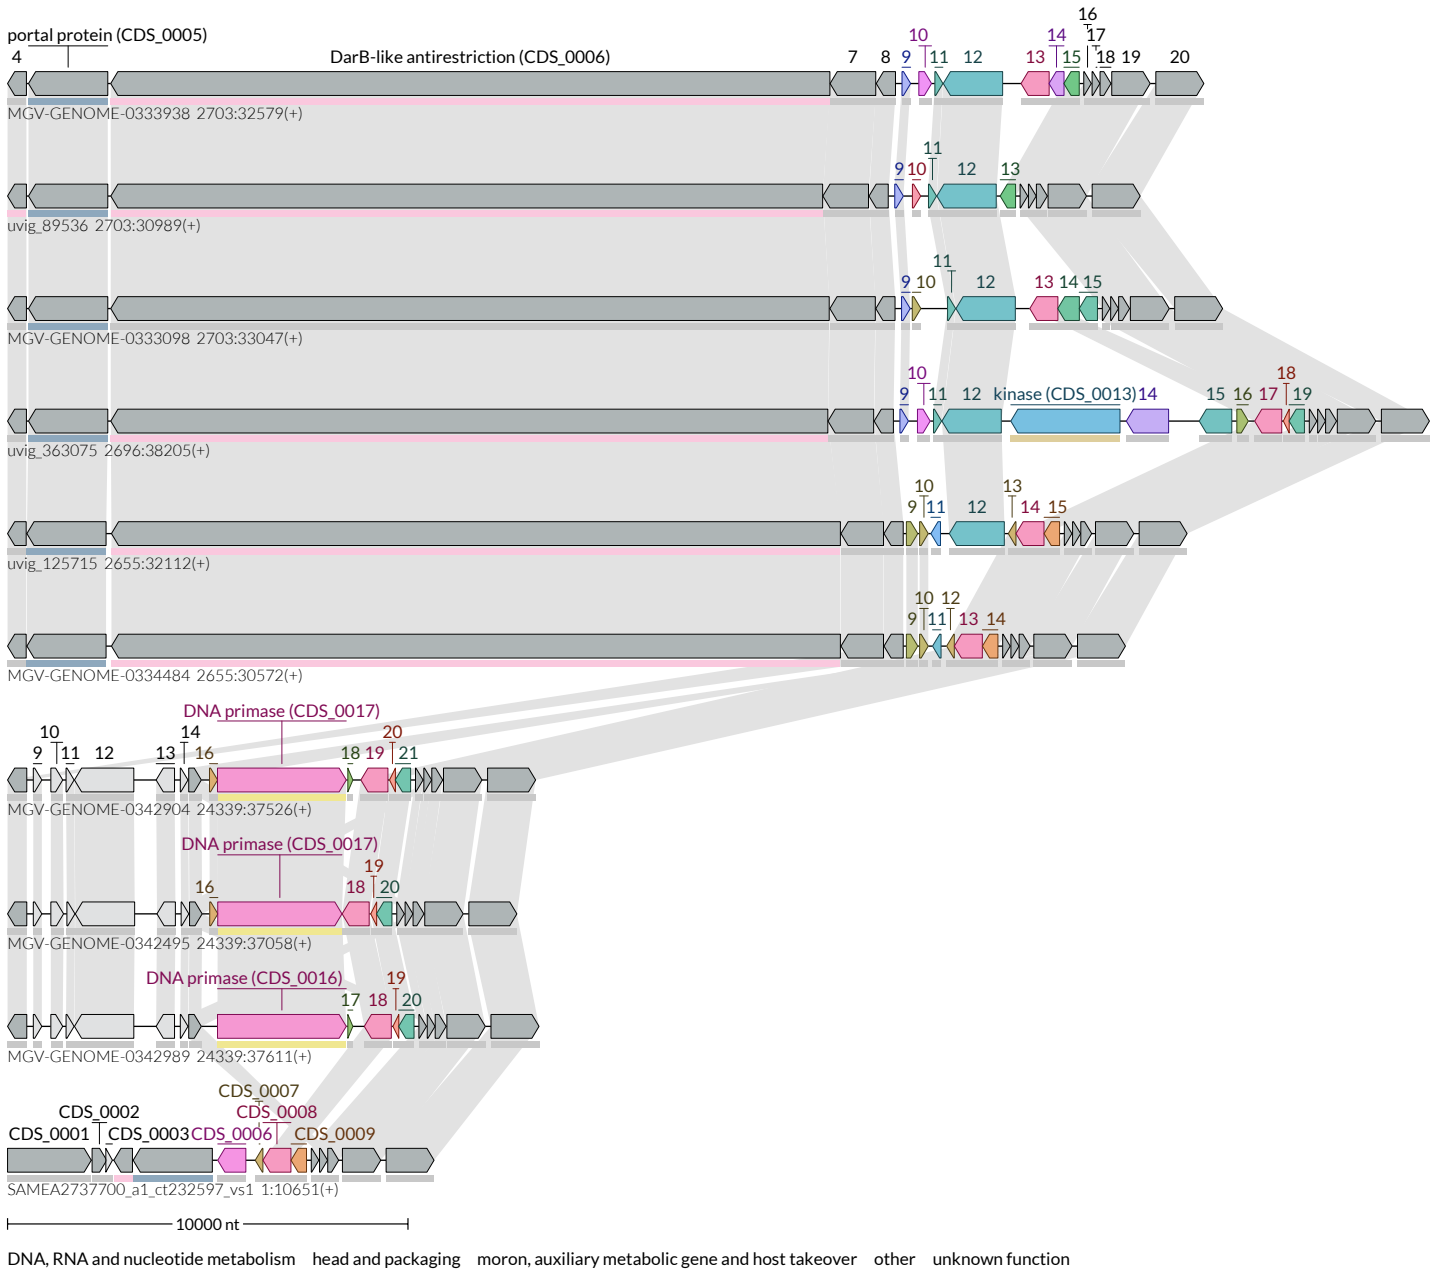 16
portal protein (CDS_0005) 10 14 17
4 DarB-like antirestriction (CDS_0006) 7 8 9 11 12 13 15 18 19 20
MGV-GENOME-0333938 2703:32579(+)
11
9 10 12 13
uvig_89536 2703:30989(+)
11
9 10 12 13 14 15
MGV-GENOME-0333098 2703:33047(+)
10 18
9 11 12 kinase (CDS_0013) 14 15 16 17 19
uvig_363075 2696:38205(+)
10 13
9 11 12 14 15
uvig_125715 2655:32112(+)
10 12
9 11 13 14
MGV-GENOME-0334484 2655:30572(+)
DNA primase (CDS_0017)
10 14 20
9 11 12 13 16 18 19 21
MGV-GENOME-0342904 24339:37526(+)
DNA primase (CDS_0017)
19
16 18 20
MGV-GENOME-0342495 24339:37058(+)
DNA primase (CDS_0016) 19
17 18 20
MGV-GENOME-0342989 24339:37611(+)
CDS_0007
CDS_0002 CDS_0008
CDS_0001 CDS_0003 CDS_0006 CDS_0009
SAMEA2737700_a1_ct232597_vs1 1:10651(+)
10000 nt
DNA, RNA and nucleotide metabolism head and packaging moron, auxiliary metabolic gene and host takeover other unknown function